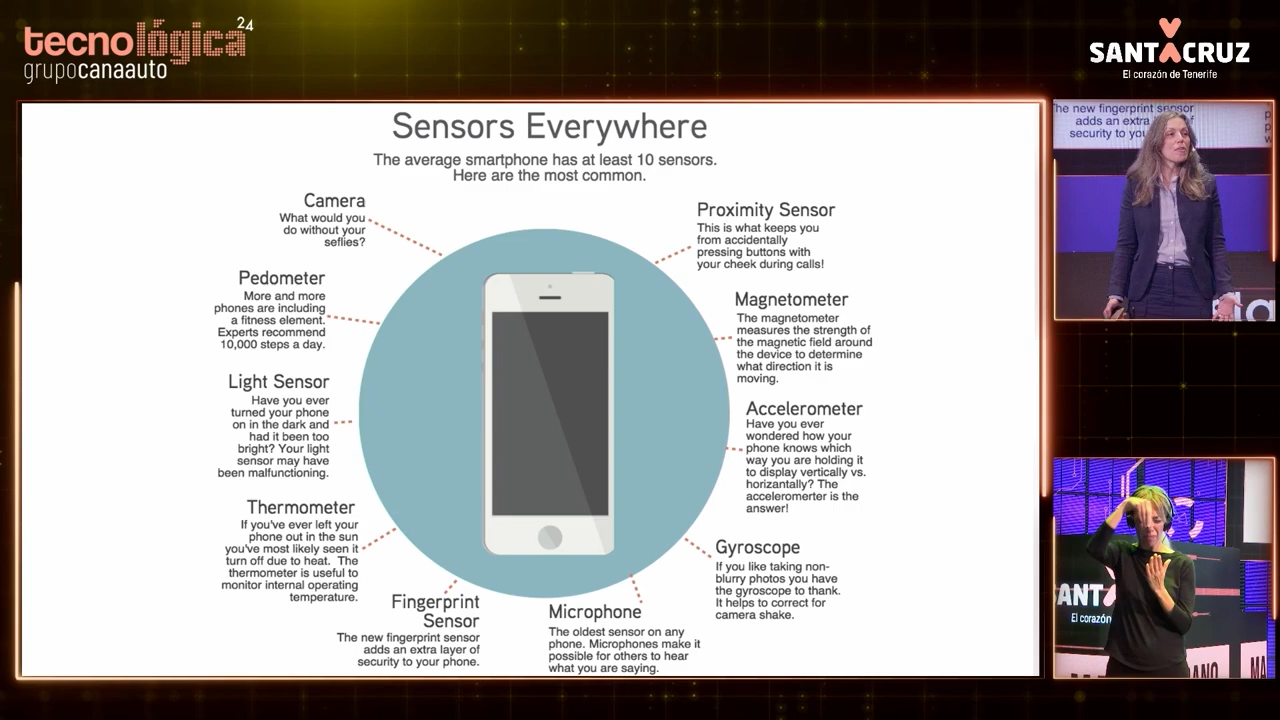 tecnológica24
grupocanaauto
SANTA CRUZ
El corazón de Tenerife
Sensors Everywhere
The average smartphone has at least 10 sensors.
Here are the most common.
Camera
What would you
do without your
seflies?
Pedometer
More and more
phones are including
a fitness element.
Experts recommend
10,000 steps a day.
Light Sensor
Have you ever
turned your phone
on in the dark and
had it been too
bright? Your light
sensor may have
been malfunctioning.
Thermometer
If you've ever left your
phone out in the sun
you've most likely seen it
turn off due to heat. The
thermometer is useful to
monitor internal operating
temperature.
Fingerprint
Sensor
The new fingerprint sensor
adds an extra layer of
security to your phone.
Microphone
The oldest sensor on any
phone. Microphones make it
possible for others to hear
what you are saying.
Proximity Sensor
This is what keeps you
from accidentally
pressing buttons with
your cheek during calls!
Magnetometer
The magnetometer
measures the strength of
the magnetic field around
the device to determine
what direction it is
moving.
Accelerometer
Have you ever
wondered how your
phone knows which
way you are holding it
to display vertically vs.
horizantally? The
accelerometer is the
answer!
Gyroscope
If you like taking non-
blurry photos you have
the gyroscope to thank.
It helps to correct for
camera shake.
The new fingerprint sensor
adds an extra of
security to you
El corazón